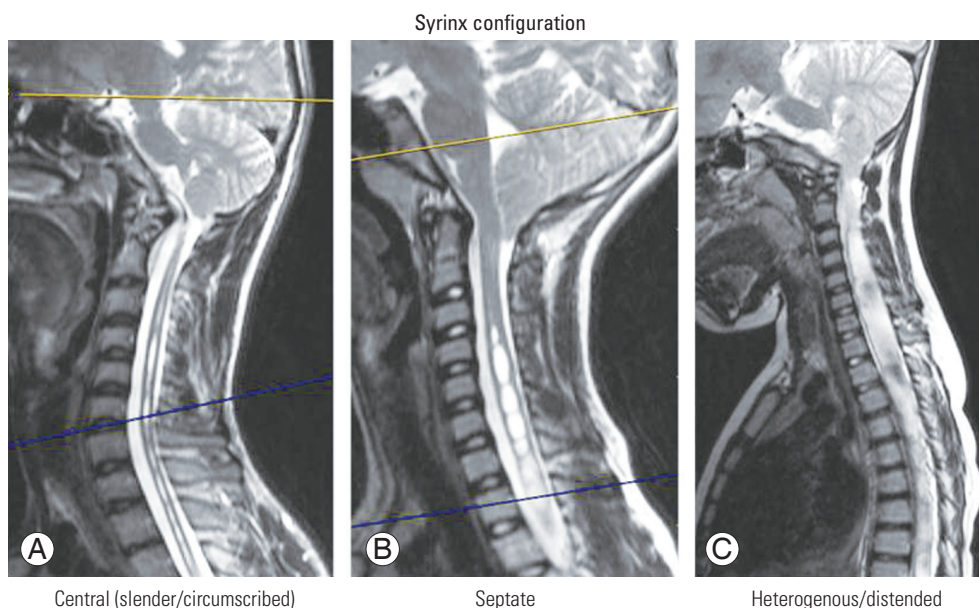 Syrinx configuration
A
B
C
Central (slender/circumscribed)
Septate
Heterogenous/distended